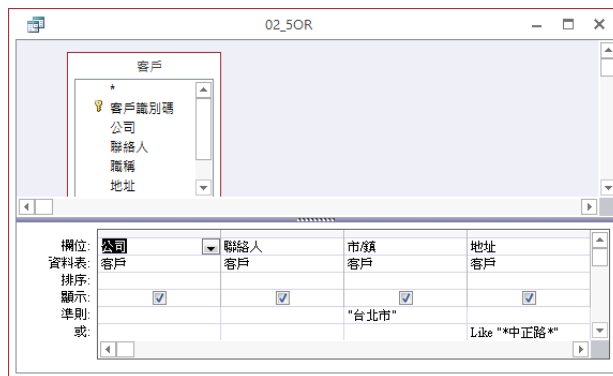 02_5OR
客戶
*
客戶識別碼
公司
聯絡人
職稱
地址
欄位: 公司 聯絡人 市/鎮 地址
資料表: 客戶 客戶 客戶 客戶
排序:
顯示:
準則: "台北市"
或: Like "*中正路*"